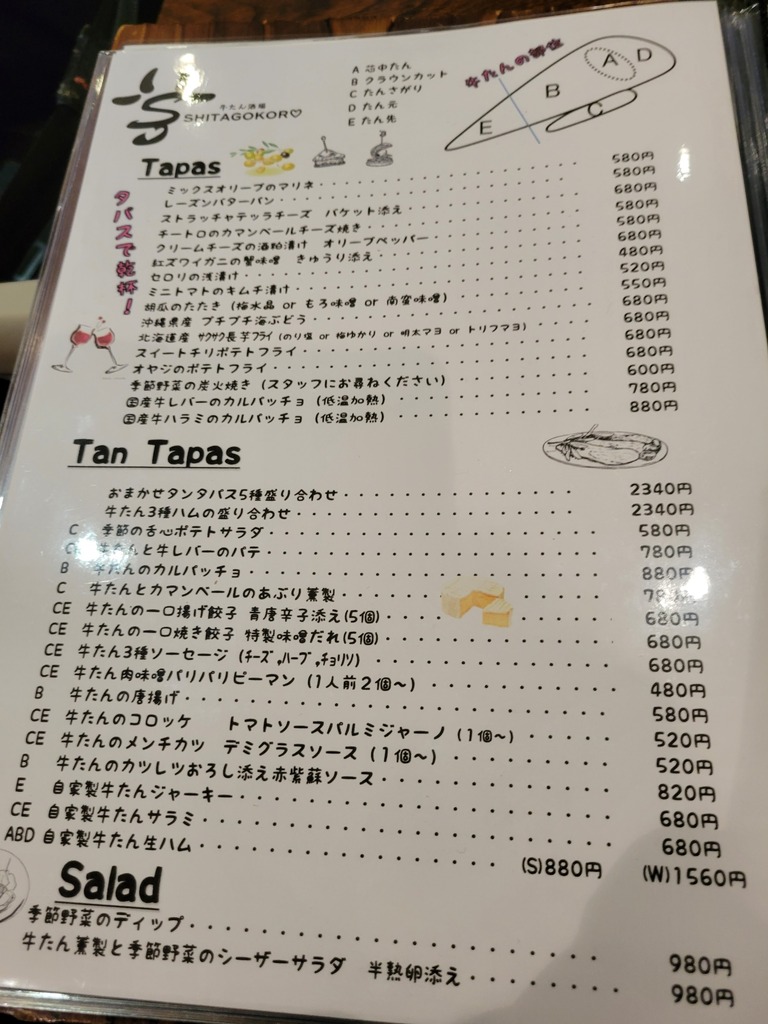 牛たん酒場
SHITAGOKORO♡
A 芯中たん
B クラウンカット
C たんさがり
D たん元
E たん先
牛たんの部位
A
D
B
C
E
Tapas
タパスで乾杯!
ミックスオリーブのマリネ 580円
レーズンバターパン 580円
ストラッチャテッラチーズ バケット添え 680円
チートロのカマンベールチーズ焼き 580円
クリームチーズの酒粕漬け オリーブペッパー 580円
紅ズワイガニの蟹味噌 きゅうり添え 680円
セロリの浅漬け 480円
ミニトマトのキムチ漬け 520円
胡瓜のたたき (梅水晶 or もろ味噌 or 南蛮味噌) 550円
沖縄県産 プチプチ海ぶどう 680円
北海道産 サクサク長芋フライ (のり塩 or 梅ゆかり or 明太マヨ or トリフマヨ) 680円
スイートチリポテトフライ 680円
オヤジのポテトフライ 680円
季節野菜の炭火焼き (スタッフにお尋ねください) 600円
国産牛レバーのカルパッチョ (低温加熱) 780円
国産牛ハラミのカルパッチョ (低温加熱) 880円
Tan Tapas
おまかせタンタパス5種盛り合わせ 2340円
牛たん3種ハムの盛り合わせ 2340円
C 季節の舌心ポテトサラダ 580円
牛たんと牛レバーのパテ 780円
B 牛たんのカルパッチョ 880円
C 牛たんとカマンベールのあぶり薫製
CE 牛たんの一口揚げ餃子 青唐辛子添え(5個) 680円
CE 牛たんの一口焼き餃子 特製味噌だれ(5個) 680円
CE 牛たん3種ソーセージ (チーズ,ハーブ,チョリソ) 680円
CE 牛たん肉味噌パリパリピーマン (1人前2個〜) 480円
B 牛たんの唐揚げ 580円
CE 牛たんのコロッケ トマトソースパルミジャーノ (1個〜) 520円
CE 牛たんのメンチカツ デミグラスソース (1個〜) 520円
B 牛たんのカツレツおろし添え赤紫蘇ソース 820円
E 自家製牛たんジャーキー 680円
CE 自家製牛たんサラミ 680円
ABD 自家製牛たん生ハム (S)880円 (W)1560円
Salad
季節野菜のディップ 980円
牛たん薫製と季節野菜のシーザーサラダ 半熟卵添え 980円